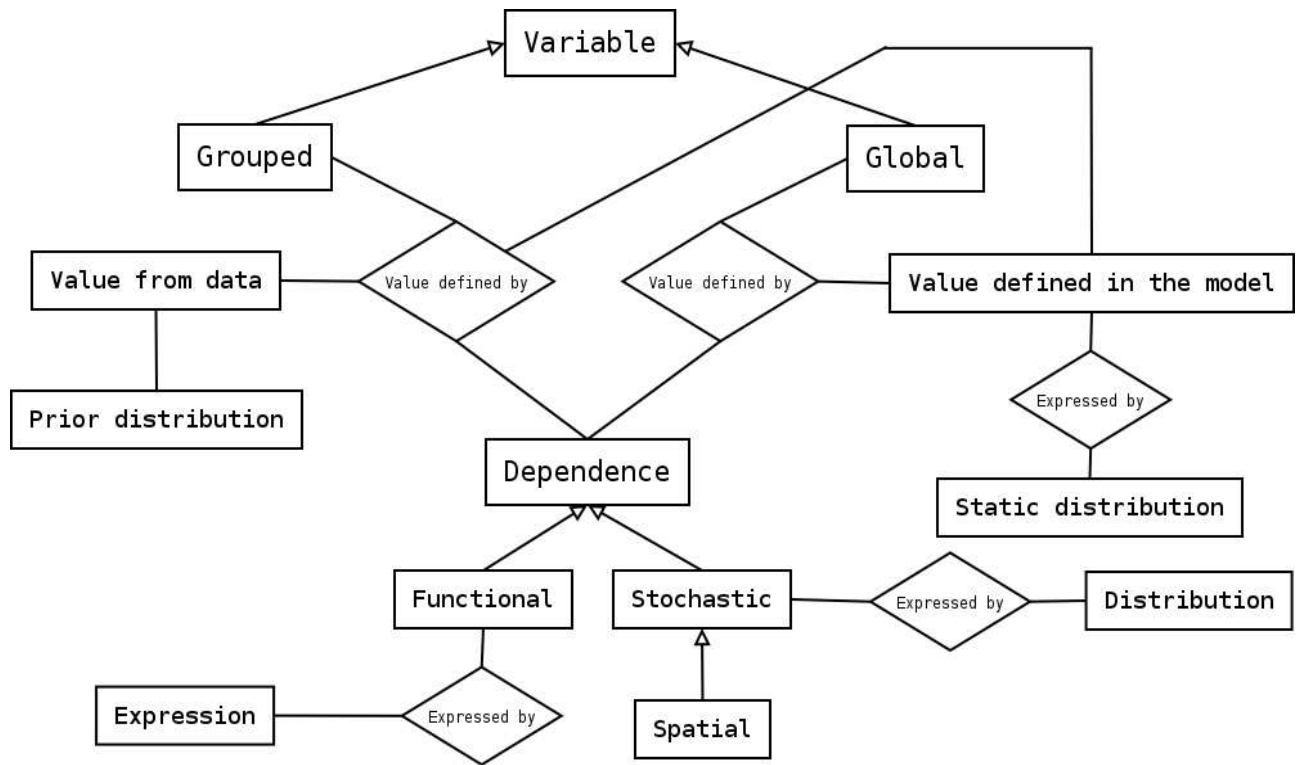 Variable
Grouped
Global
Value from data
Value defined by
Value defined by
Value defined in the model
Prior distribution
Expressed by
Dependence
Static distribution
Functional
Stochastic
Expressed by
Distribution
Expression
Expressed by
Spatial